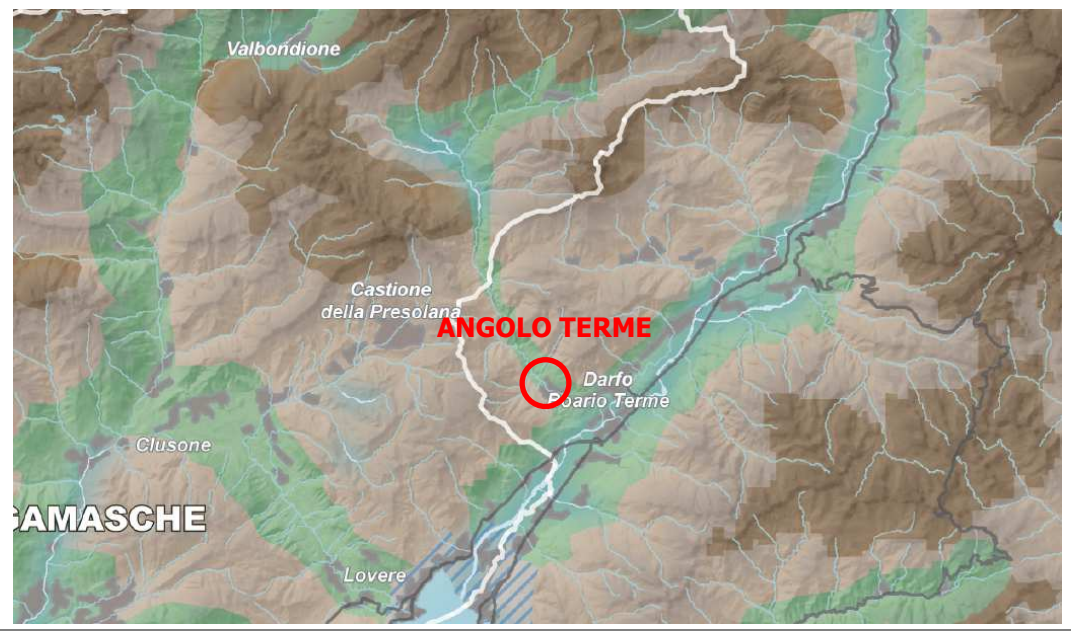 Valbondione
Castione
della Presolana
ANGOLO TERME
Darfo
Boario Terme
Clusone
GAMASCHE
Lovere